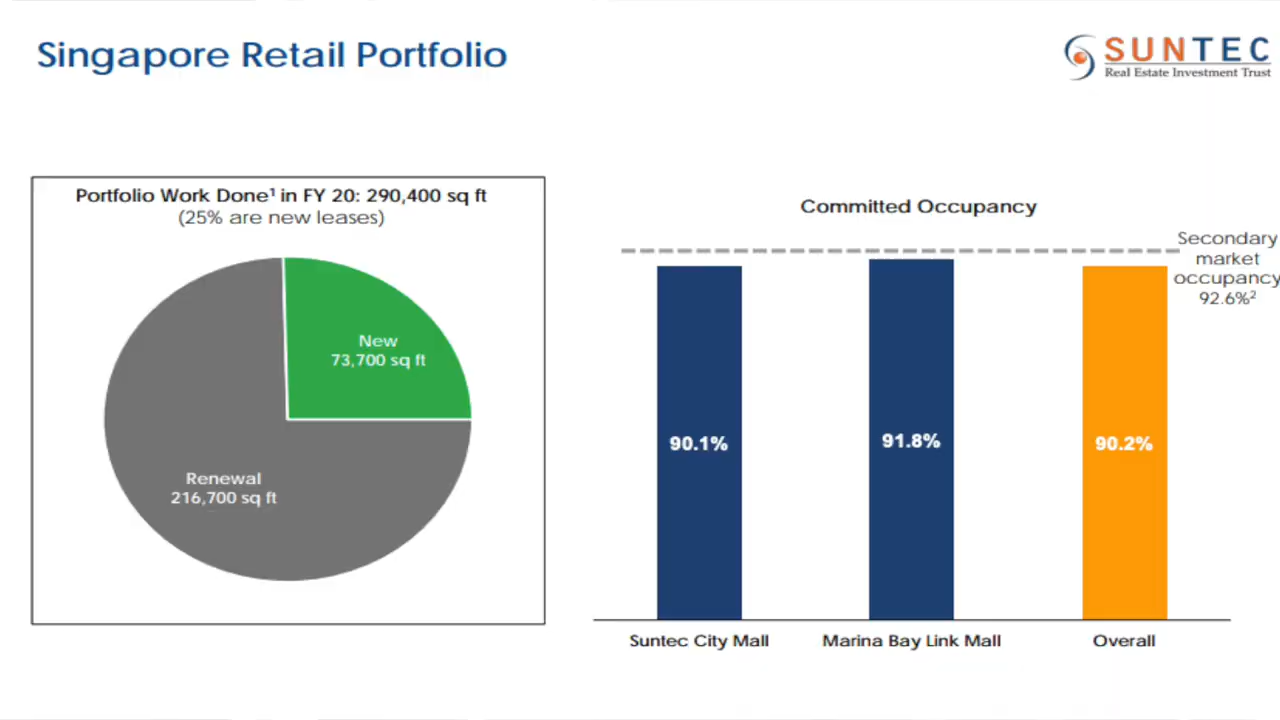 Singapore Retail Portfolio
SUNTEC
Real Estate Investment Trust
Portfolio Work Done¹ in FY 20: 290,400 sq ft
(25% are new leases)
New
73,700 sq ft
Renewal
216,700 sq ft
Committed Occupancy
Secondary
market
occupancy
92.6%²
90.1%
91.8%
90.2%
Suntec City Mall
Marina Bay Link Mall
Overall